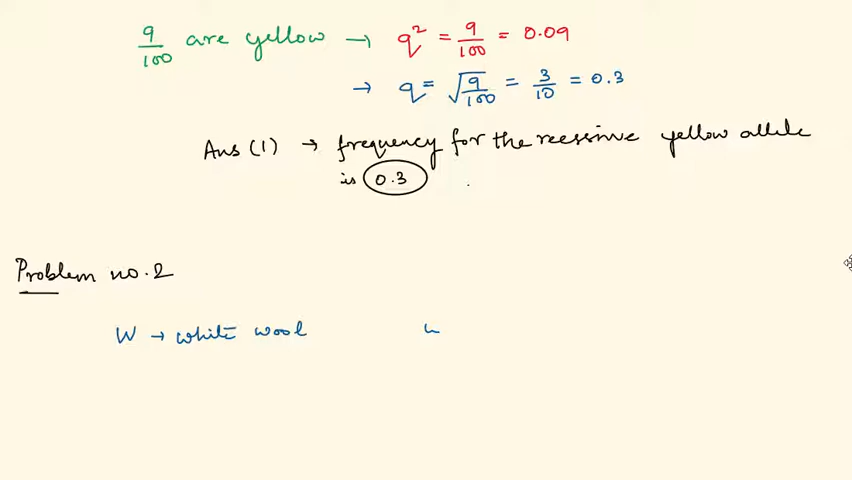 9/100 are yellow → q² = 9/100 = 0.09
→ q = √9/100 = 3/10 = 0.3
Ans (1) → frequency for the recessive yellow allele
is 0.3
Problem no. 2
W → white wool w